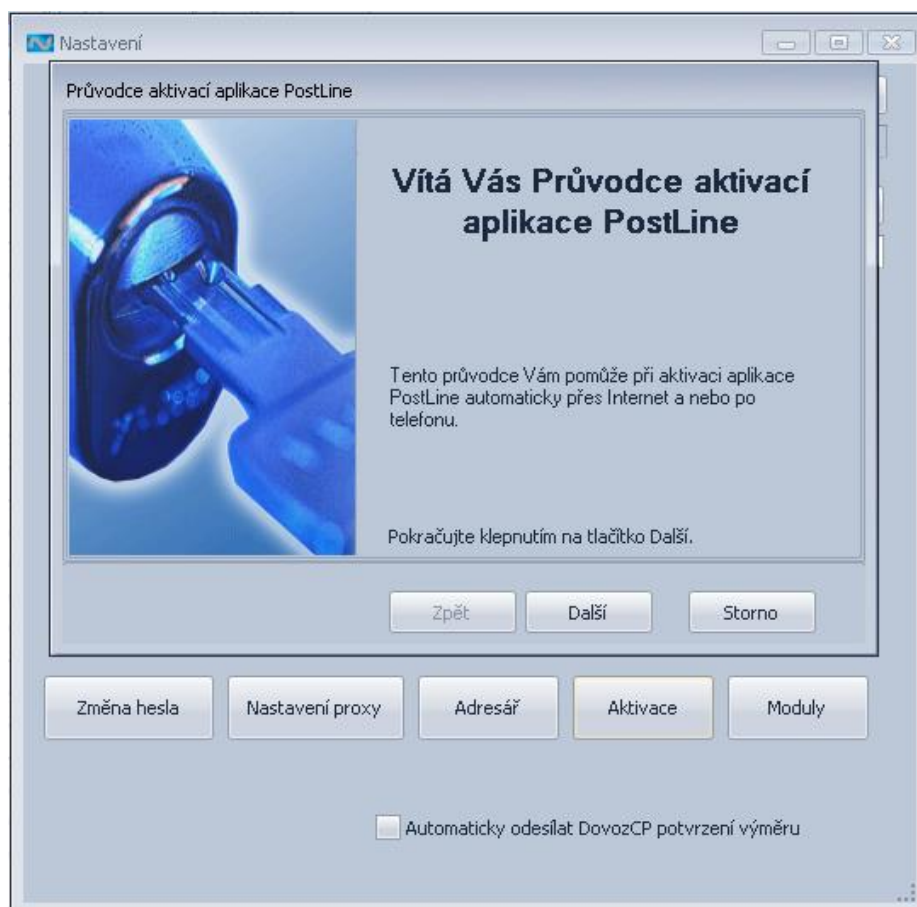 Nastavení
Průvodce aktivací aplikace PostLine
Vítá Vás Průvodce aktivací
aplikace PostLine
Tento průvodce Vám pomůže při aktivaci aplikace
PostLine automaticky přes Internet a nebo po
telefonu.
Pokračujte klepnutím na tlačítko Další.
Zpět
Další
Storno
Změna hesla
Nastavení proxy
Adresář
Aktivace
Moduly
Automaticky odesílat DovozCP potvrzení výměru